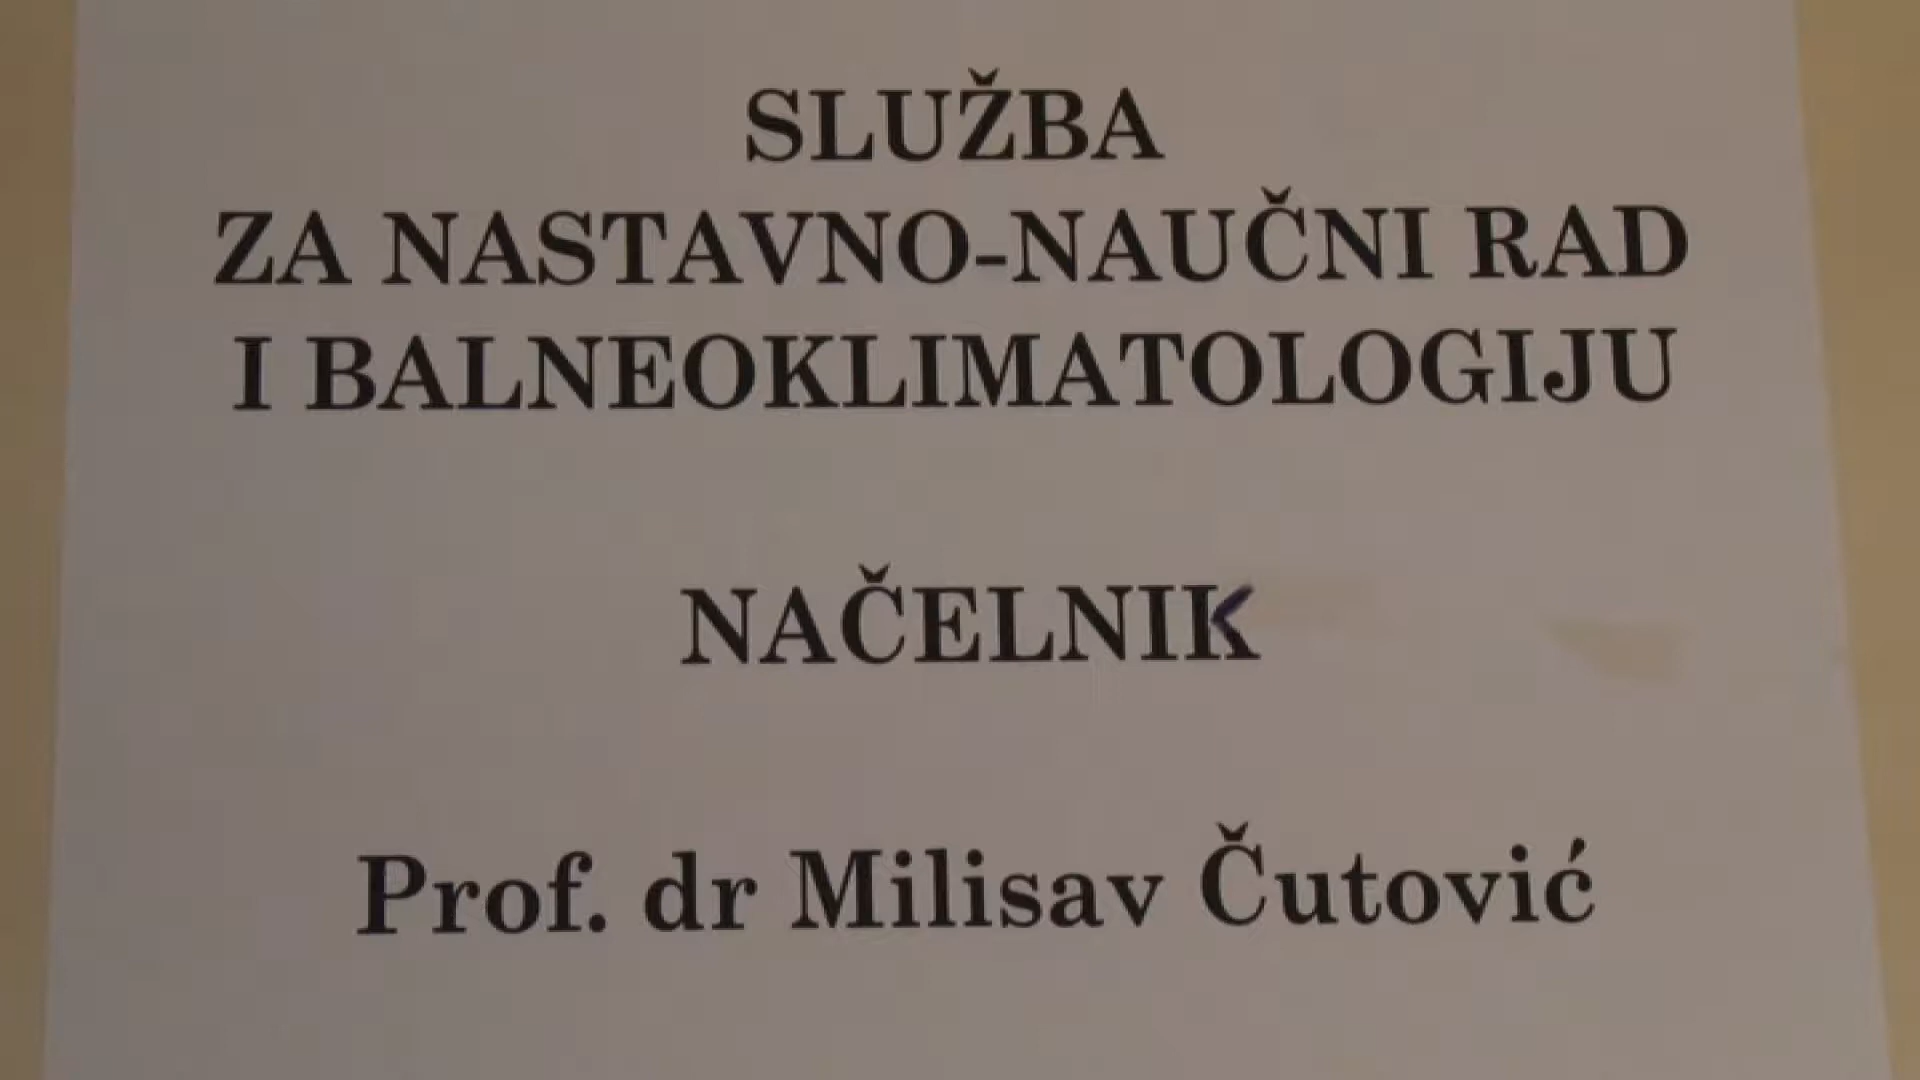 SLUŽBA
ZA NASTAVNO-NAUČNI RAD
I BALNEOKLIMATOLOGIJU
NAČELNIK
Prof. dr Milisav Čutović